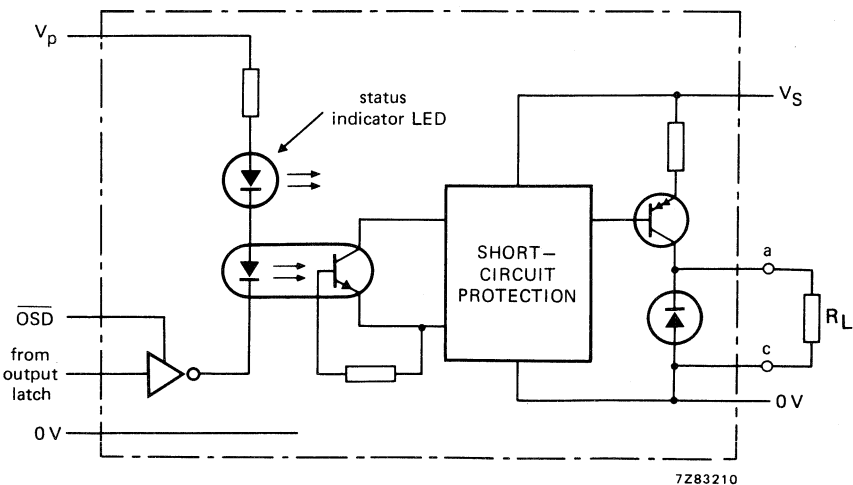 Vp
status
indicator LED
VS
SHORT–
CIRCUIT
PROTECTION
a
RL
c
OSD
from
output
latch
0 V
0 V
7Z83210